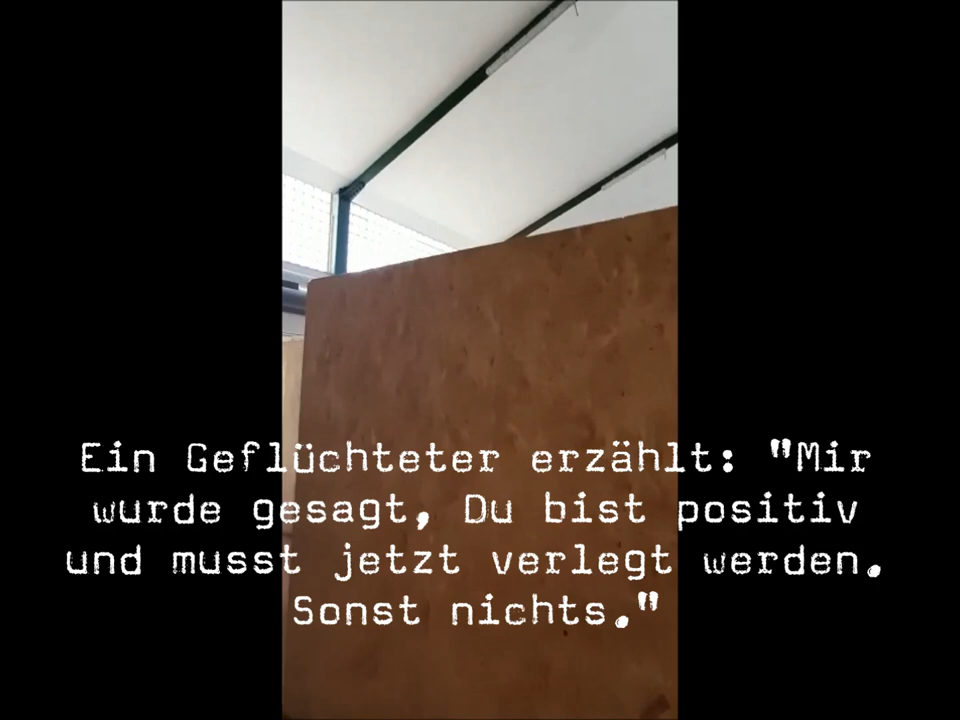 Ein Geflüchteter erzählt: "Mir
wurde gesagt, Du bist positiv
und musst jetzt verlegt werden.
Sonst nichts."